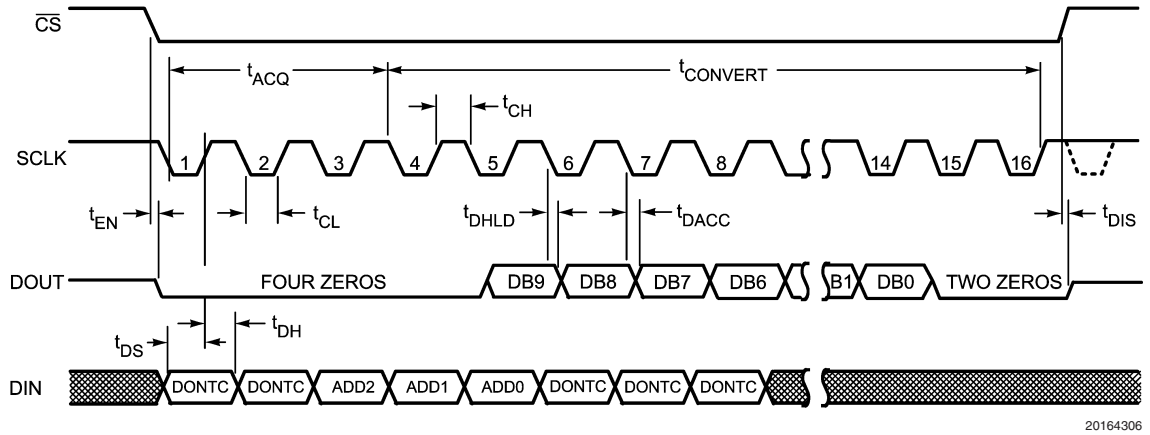 CS
tACQ
tCONVERT
tCH
SCLK
1 2 3 4 5 6 7 8 14 15 16
tEN
tCL
tDHLD
tDACC
tDIS
DOUT
FOUR ZEROS DB9 DB8 DB7 DB6 B1 DB0 TWO ZEROS
tDS
tDH
DIN
DONTC DONTC ADD2 ADD1 ADD0 DONTC DONTC DONTC
20164306